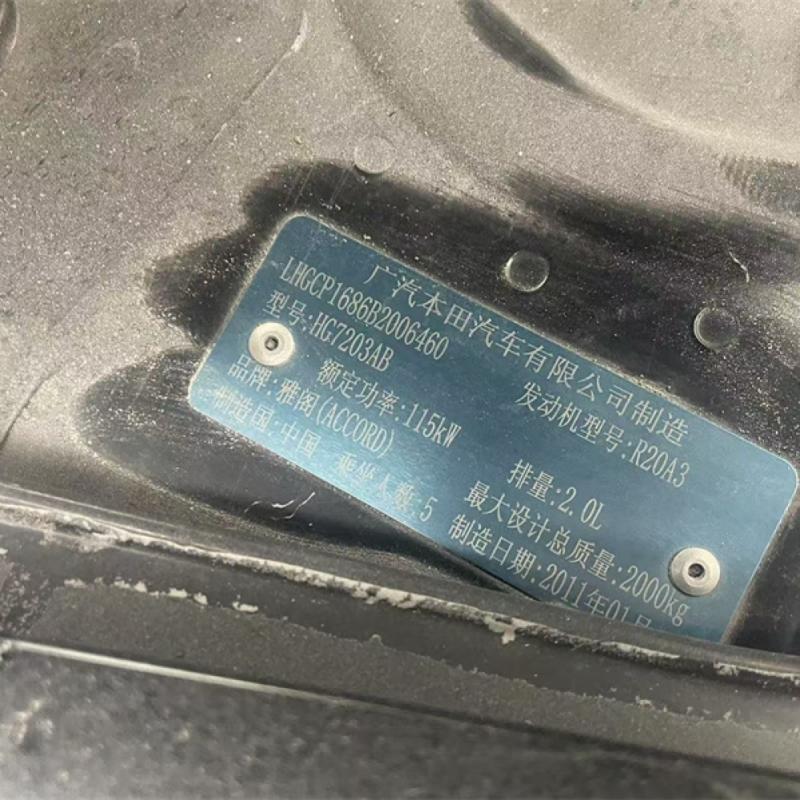 广汽本田汽车有限公司制造
LHGCP1686B2006460 发动机型号:R20A3
型号:HG7203AB 额定功率:115kW 排量:2.0L
品牌:雅阁(ACCORD) 最大设计总质量:2000kg
制造国:中国 乘坐人数:5 制造日期:2011年01月